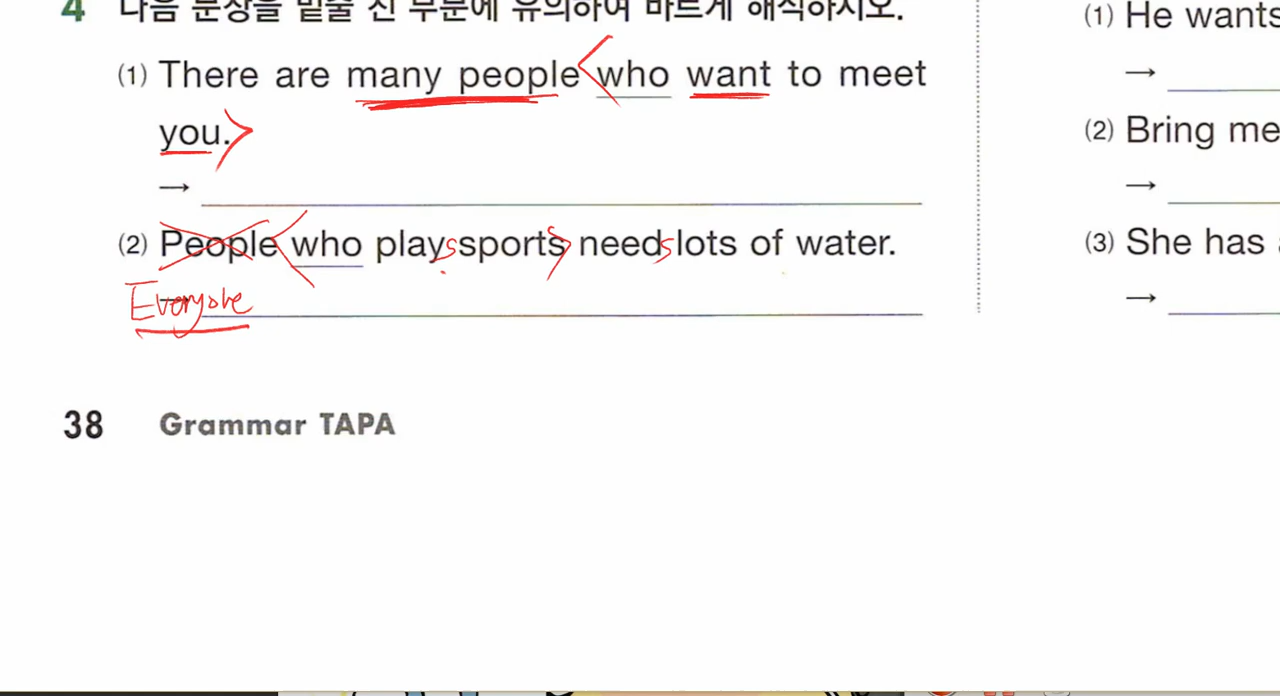 4 다음 문장을 밑줄 친 부분에 유의하여 바르게 해석하시오.
(1) There are many people who want to meet
you.
→
(2) People who plays sports needs lots of water.
Everyone
38 Grammar TAPA
(1) He wants
→
(2) Bring me
→
(3) She has
→